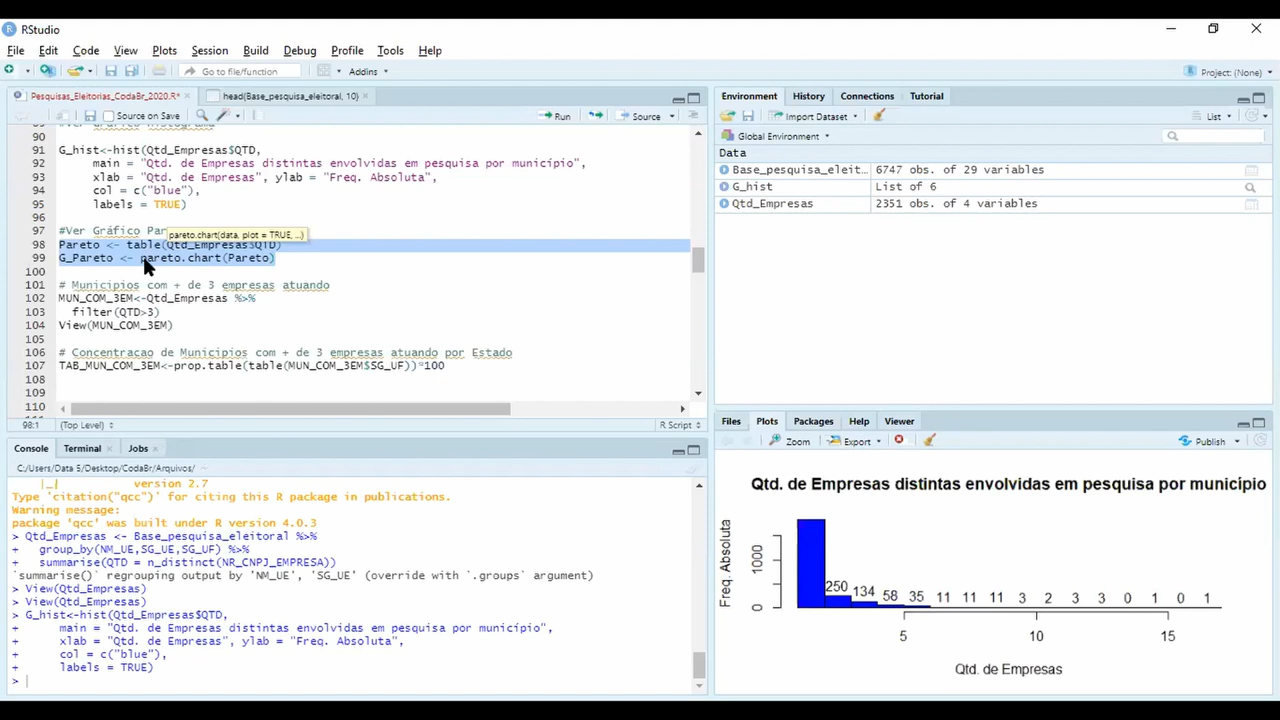 RStudio
File Edit Code View Plots Session Build Debug Profile Tools Help
Go to file/function Addins Project: (None)
Pesquisas_Eleitorias_CodaBr_2020.R* head(Base_pesquisa_eleitoral, 10)
Source on Save Run Source
90
91 G_hist<-hist(Qtd_Empresas$QTD,
92 main = "Qtd. de Empresas distintas envolvidas em pesquisa por município",
93 xlab = "Qtd. de Empresas", ylab = "Freq. Absoluta",
94 col = c("blue"),
95 labels = TRUE)
96
97 #Ver Gráfico Par
pareto.chart(data, plot = TRUE, ...)
98 Pareto <- table(Qtd_Empresas$QTD)
99 G_Pareto <- pareto.chart(Pareto)
100
101 # Municipios com + de 3 empresas atuando
102 MUN_COM_3EM<-Qtd_Empresas %>%
103 filter(QTD>3)
104 View(MUN_COM_3EM)
105
106 # Concentracao de Municipios com + de 3 empresas atuando por Estado
107 TAB_MUN_COM_3EM<-prop.table(table(MUN_COM_3EM$SG_UF))*100
108
109
110
98:1 (Top Level) R Script
Console Terminal Jobs
C:/Users/Data 5/Desktop/CodaBr/Arquivos/
|_| version 2.7
Type 'citation("qcc")' for citing this R package in publications.
Warning message:
package 'qcc' was built under R version 4.0.3
> Qtd_Empresas <- Base_pesquisa_eleitoral %>%
+ group_by(NM_UE,SG_UE,SG_UF) %>%
+ summarise(QTD = n_distinct(NR_CNPJ_EMPRESA))
`summarise()` regrouping output by 'NM_UE', 'SG_UE' (override with `.groups` argument)
> View(Qtd_Empresas)
> View(Qtd_Empresas)
> G_hist<-hist(Qtd_Empresas$QTD,
+ main = "Qtd. de Empresas distintas envolvidas em pesquisa por município",
+ xlab = "Qtd. de Empresas", ylab = "Freq. Absoluta",
+ col = c("blue"),
+ labels = TRUE)
>
Environment History Connections Tutorial
Import Dataset List
Global Environment
Data
Base_pesquisa_eleit… 6747 obs. of 29 variables
G_hist List of 6
Qtd_Empresas 2351 obs. of 4 variables
Files Plots Packages Help Viewer
Zoom Export Publish
Qtd. de Empresas distintas envolvidas em pesquisa por município
Freq. Absoluta
1000
0
250 134 58 35 11 11 11 3 2 3 3 0 1 0 1
5 10 15
Qtd. de Empresas